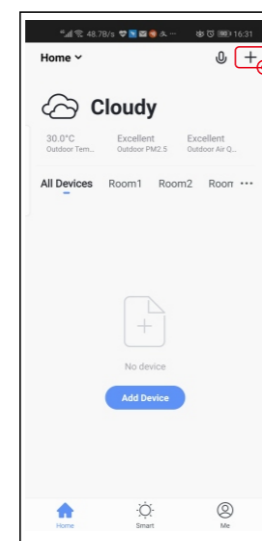 48.7B/s 16:31
Home
Cloudy
30.0°C Excellent Excellent
Outdoor Tem... Outdoor PM2.5 Outdoor Air Q...
All Devices Room1 Room2 Room
No device
Add Device
Home Smart Me